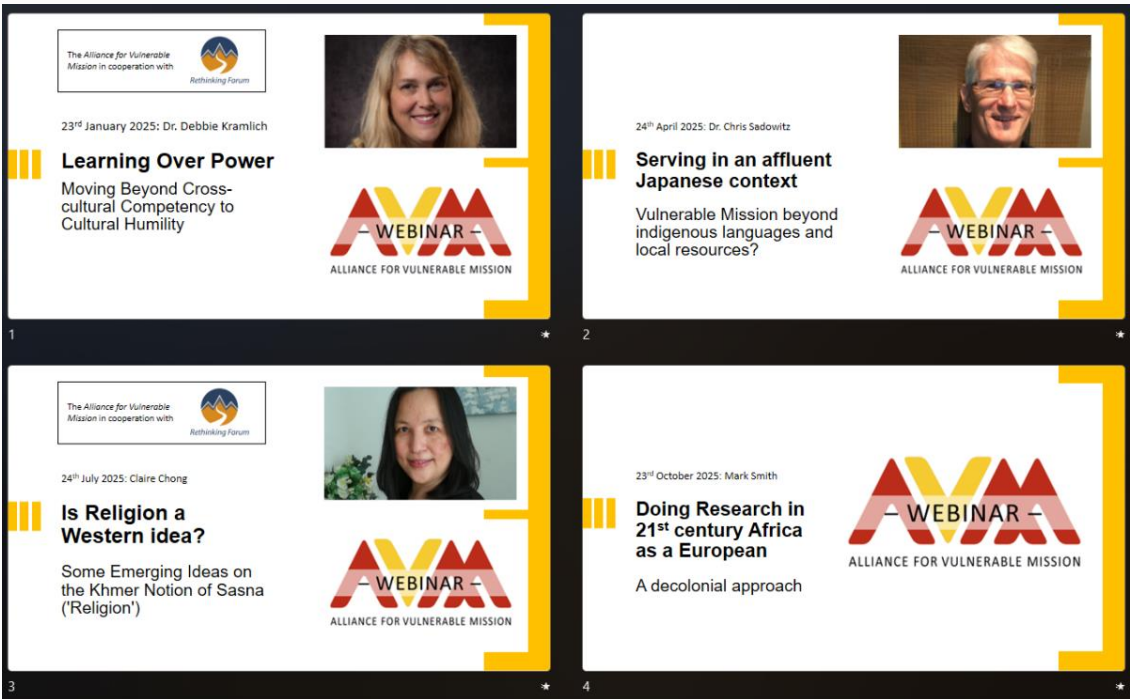 The Alliance for Vulnerable
Mission in cooperation with
Rethinking Forum
23rd January 2025: Dr. Debbie Kramlich
Learning Over Power
Moving Beyond Cross-
cultural Competency to
Cultural Humility
AVM
– WEBINAR –
ALLIANCE FOR VULNERABLE MISSION
1
24th April 2025: Dr. Chris Sadowitz
Serving in an affluent
Japanese context
Vulnerable Mission beyond
indigenous languages and
local resources?
AVM
– WEBINAR –
ALLIANCE FOR VULNERABLE MISSION
2
The Alliance for Vulnerable
Mission in cooperation with
Rethinking Forum
24th July 2025: Claire Chong
Is Religion a
Western idea?
Some Emerging Ideas on
the Khmer Notion of Sasna
('Religion')
AVM
– WEBINAR –
ALLIANCE FOR VULNERABLE MISSION
3
23rd October 2025: Mark Smith
Doing Research in
21st century Africa
as a European
A decolonial approach
AVM
– WEBINAR –
ALLIANCE FOR VULNERABLE MISSION
4